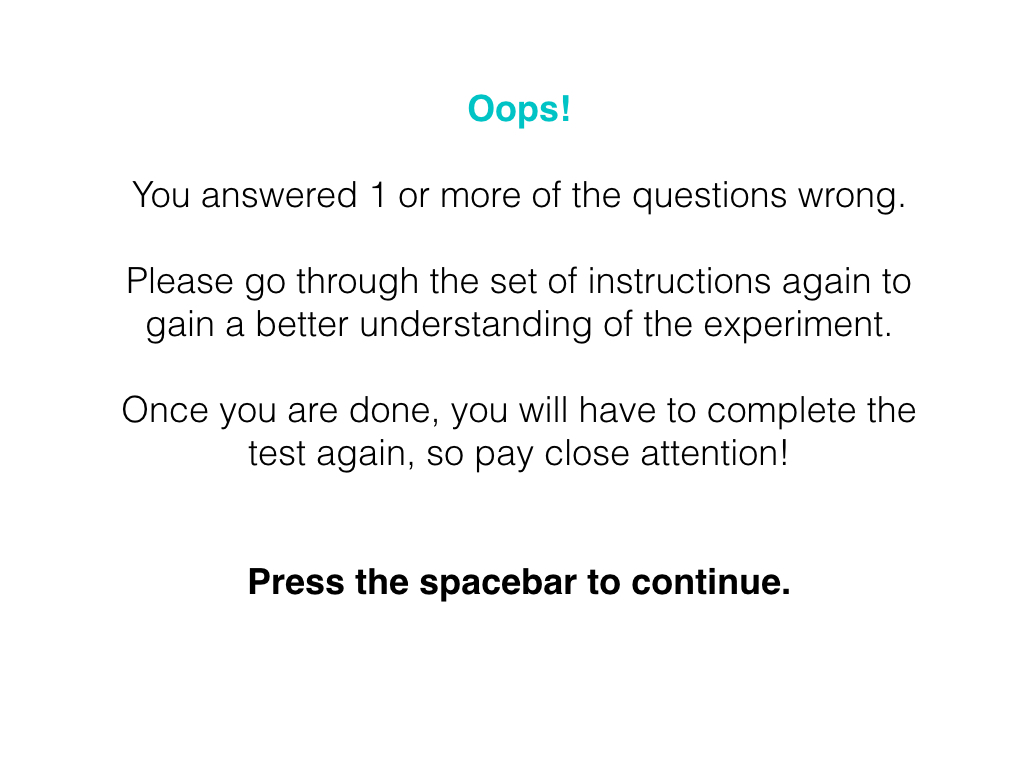 Oops!
You answered 1 or more of the questions wrong.
Please go through the set of instructions again to
gain a better understanding of the experiment.
Once you are done, you will have to complete the
test again, so pay close attention!
Press the spacebar to continue.